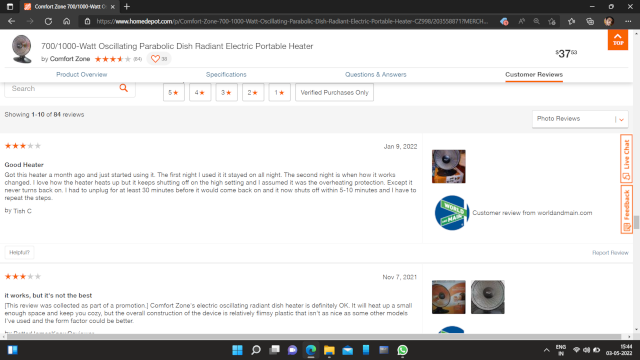 Comfort Zone 700/1000-Watt O
https://www.homedepot.com/p/Comfort-Zone-700-1000-Watt-Oscillating-Parabolic-Dish-Radiant-Electric-Portable-Heater-CZ998/203558871?MERCH...
700/1000-Watt Oscillating Parabolic Dish Radiant Electric Portable Heater
by Comfort Zone (84) 38
$37 53
TOP
Product Overview Specifications Questions & Answers Customer Reviews
Search 5 4 3 2 1 Verified Purchases Only
Showing 1-10 of 84 reviews
Photo Reviews
Live Chat
Feedback
Jan 9, 2022
Good Heater
Got this heater a month ago and just started using it. The first night I used it it stayed on all night. The second night is when how it works
changed. I love how the heater heats up but it keeps shutting off on the high setting and I assumed it was the overheating protection. Except it
never turns back on. I had to unplug for at least 30 minutes before it would come back on and it now shuts off within 5-10 minutes and I have to
repeat the steps.
by Tish C
WORLD
MAIN
Customer review from worldandmain.com
Helpful?
Report Review
Nov 7, 2021
it works, but it's not the best
[This review was collected as part of a promotion.] Comfort Zone's electric oscillating radiant dish heater is definitely OK. It will heat up a small
enough space and keep you cozy, but the overall construction of the device is relatively flimsy plastic that isn't as nice as some other models
I've used and the form factor could be better.
ENG
IN
15:44
03-05-2022